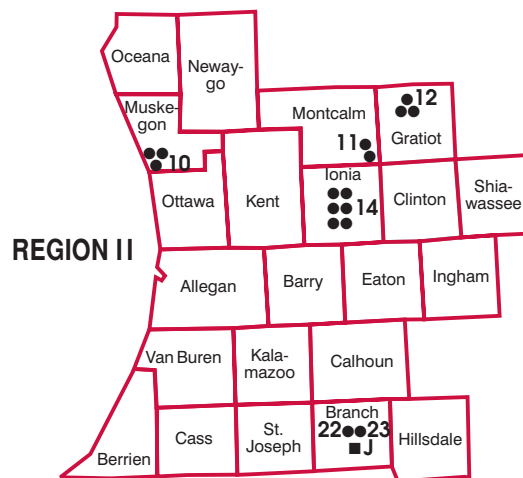 Oceana
Neway-
go
Muske-
gon
10
Montcalm
11
12
Gratiot
Ottawa
Kent
Ionia
14
Clinton
Shia-
wassee
REGION II
Allegan
Barry
Eaton
Ingham
Van Buren
Kala-
mazoo
Calhoun
Berrien
Cass
St.
Joseph
Branch
22 23
J
Hillsdale